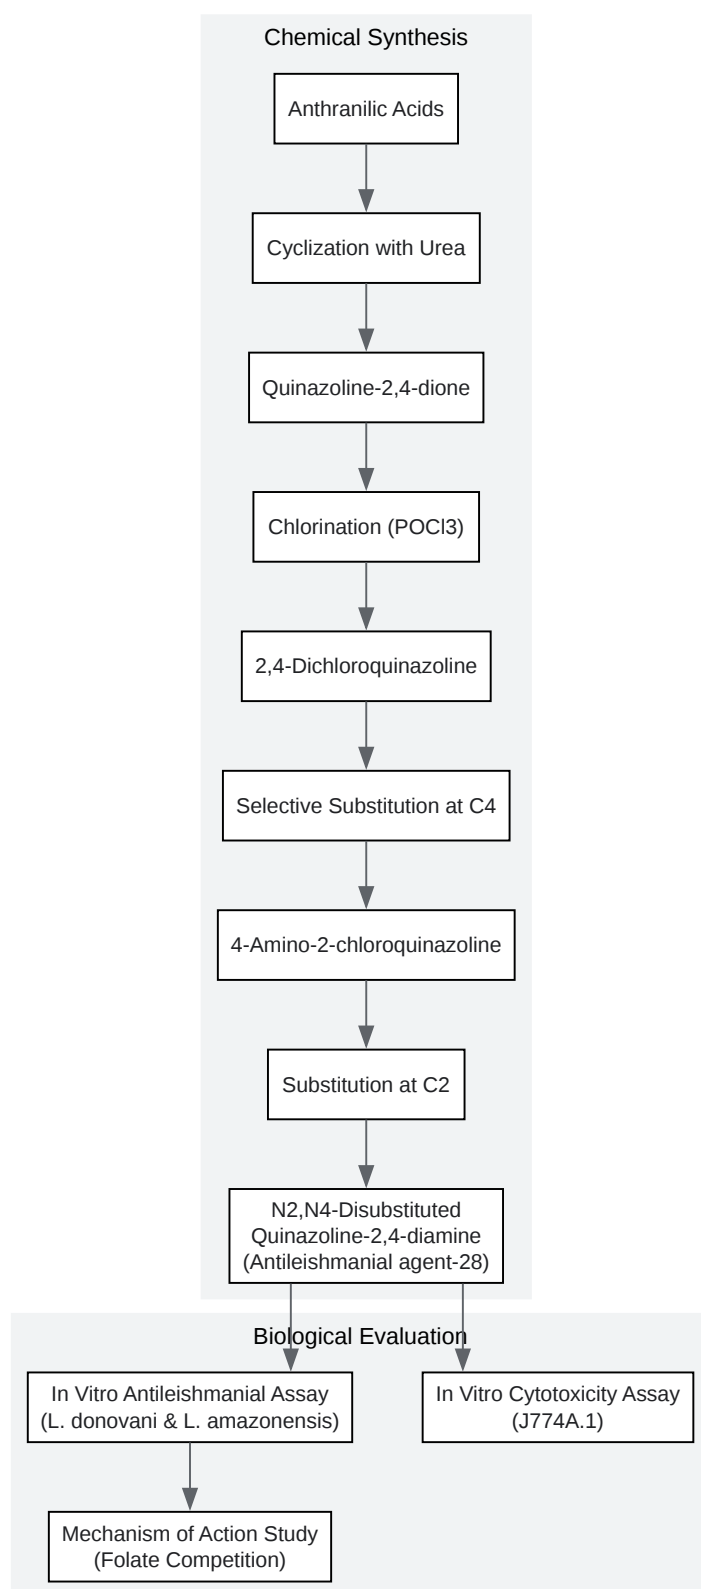 Chemical Synthesis
Anthranilic Acids
Cyclization with Urea
Quinazoline-2,4-dione
Chlorination (POCl3)
2,4-Dichloroquinazoline
Selective Substitution at C4
4-Amino-2-chloroquinazoline
Substitution at C2
N2,N4-Disubstituted
Quinazoline-2,4-diamine
(Antileishmanial agent-28)
Biological Evaluation
In Vitro Antileishmanial Assay
(L. donovani & L. amazonensis)
In Vitro Cytotoxicity Assay
(J774A.1)
Mechanism of Action Study
(Folate Competition)